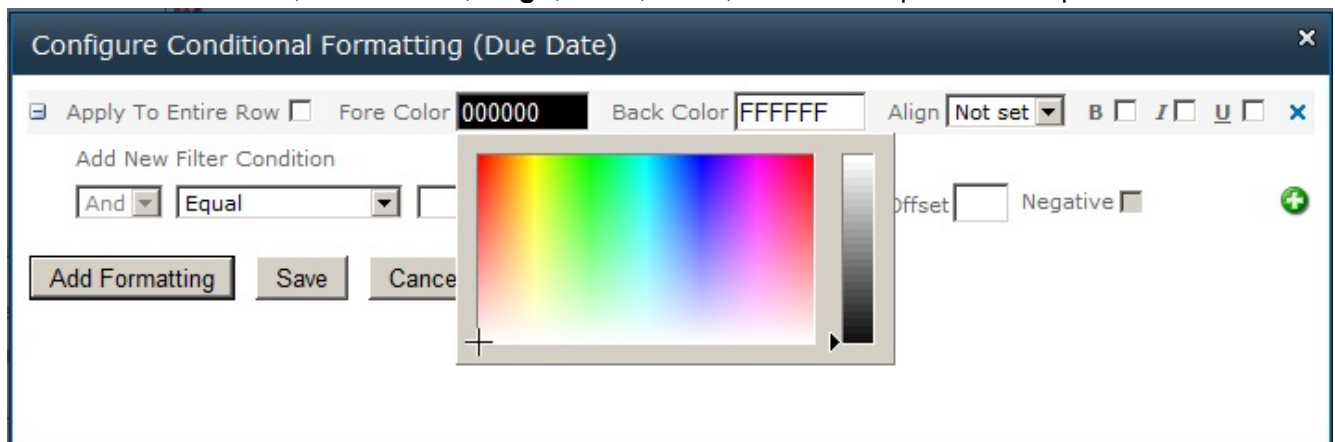 Configure Conditional Formatting (Due Date)
Apply To Entire Row Fore Color 000000 Back Color FFFFFF Align Not set B I U
Add New Filter Condition
And Equal Offset Negative
Add Formatting Save Cance